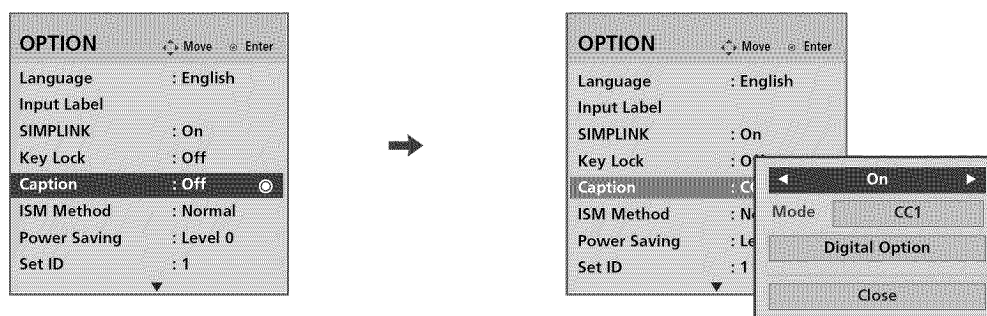 OPTION Move Enter
Language : English
Input Label
SIMPLINK : On
Key Lock : Off
Caption : Off
ISM Method : Normal
Power Saving : Level 0
Set ID : 1
OPTION Move Enter
Language : English
Input Label
SIMPLINK : On
Key Lock : O
Caption : C
ISM Method : N
Power Saving : Le
Set ID : 1
On
Mode CC1
Digital Option
Close